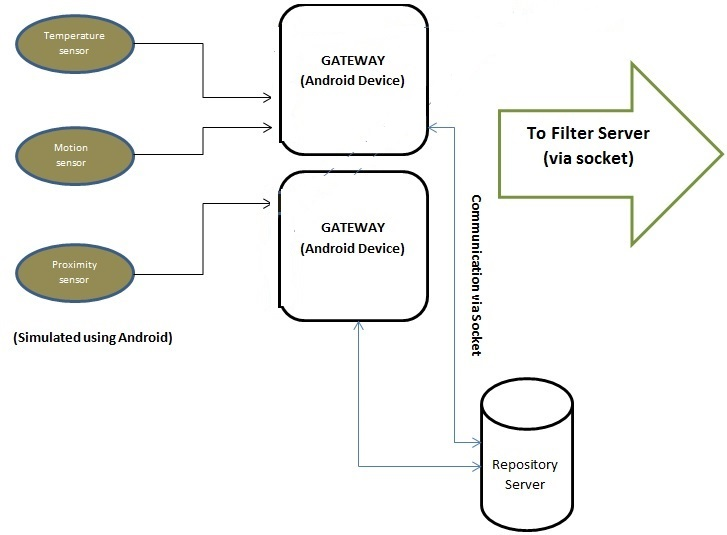 Temperature
sensor
GATEWAY
(Android Device)
To Filter Server
(via socket)
Motion
sensor
Communication via Socket
GATEWAY
(Android Device)
Proximity
sensor
(Simulated using Android)
Repository
Server